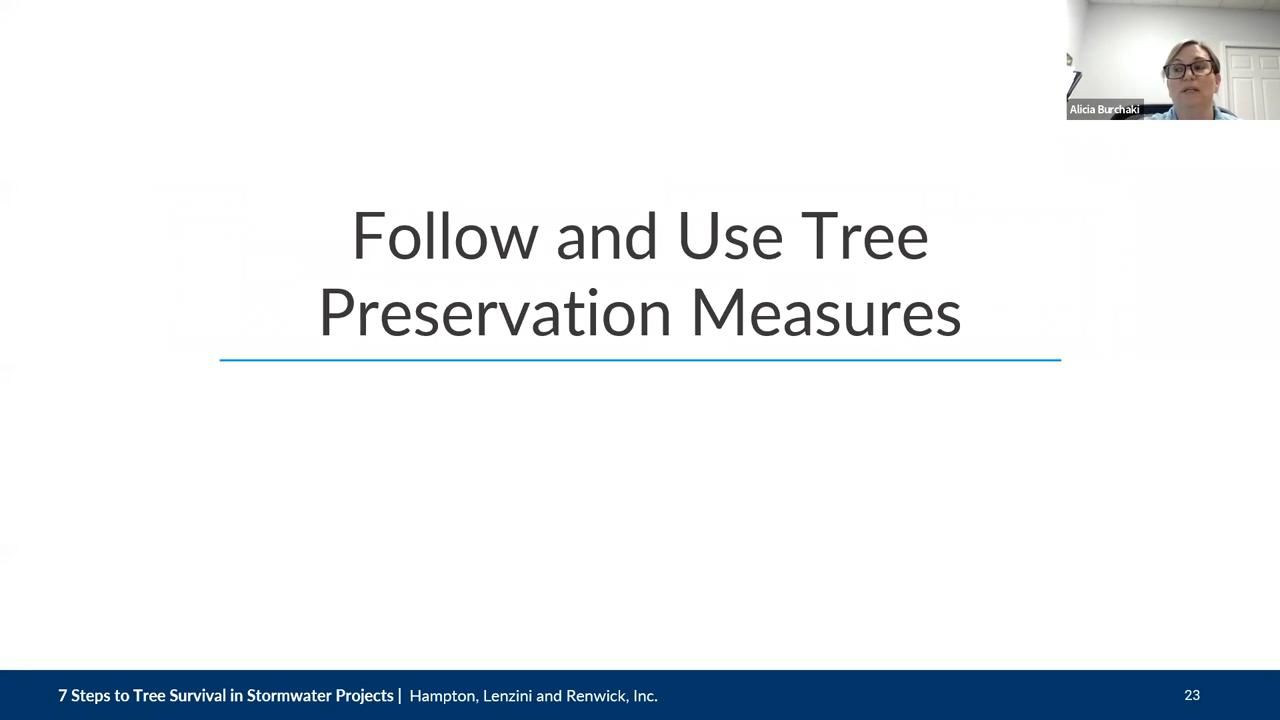 Alicia Burchaki
Follow and Use Tree
Preservation Measures
7 Steps to Tree Survival in Stormwater Projects | Hampton, Lenzini and Renwick, Inc.
23